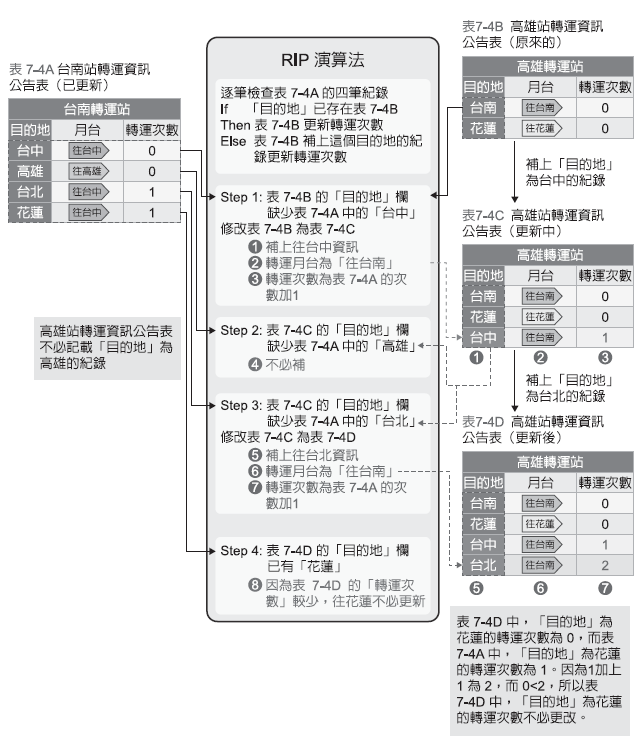 表 7-4A 台南站轉運資訊
公告表（已更新）
台南轉運站
目的地 月台 轉運次數
台中 往台中 0
高雄 往高雄 0
台北 往台中 1
花蓮 往台中 1
高雄站轉運資訊公告表
不必記載「目的地」為
高雄的紀錄
RIP 演算法
逐筆檢查表 7-4A 的四筆紀錄
If 「目的地」已存在表 7-4B
Then 表 7-4B 更新轉運次數
Else 表 7-4B 補上這個目的地的紀
錄更新轉運次數
Step 1: 表 7-4B 的「目的地」欄
缺少表 7-4A 中的「台中」
修改表 7-4B 為表 7-4C
❶ 補上往台中資訊
❷ 轉運月台為「往台南」
❸ 轉運次數為表 7-4A 的次
數加1
Step 2: 表 7-4C 的「目的地」欄
缺少表 7-4A 中的「高雄」
❹ 不必補
Step 3: 表 7-4C 的「目的地」欄
缺少表 7-4A 中的「台北」
修改表 7-4C 為表 7-4D
❺ 補上往台北資訊
❻ 轉運月台為「往台南」
❼ 轉運次數為表 7-4A 的次
數加1
Step 4: 表 7-4D 的「目的地」欄
已有「花蓮」
❽ 因為表 7-4D 的「轉運次
數」較少，往花蓮不必更新
表7-4B 高雄站轉運資訊
公告表（原來的）
高雄轉運站
目的地 月台 轉運次數
台南 往台南 0
花蓮 往花蓮 0
補上「目的地」
為台中的紀錄
表7-4C 高雄站轉運資訊
公告表（更新中）
高雄轉運站
目的地 月台 轉運次數
台南 往台南 0
花蓮 往花蓮 0
台中 往台南 1
❶ ❷ ❸
補上「目的地」
為台北的紀錄
表7-4D 高雄站轉運資訊
公告表（更新後）
高雄轉運站
目的地 月台 轉運次數
台南 往台南 0
花蓮 往花蓮 0
台中 往台南 1
台北 往台南 2
❺ ❻ ❼
表 7-4D 中，「目的地」為
花蓮的轉運次數為 0，而表
7-4A 中，「目的地」為花蓮
的轉運次數為 1。因為1加上
1 為 2，而 0<2，所以表
7-4D 中，「目的地」為花蓮
的轉運次數不必更改。